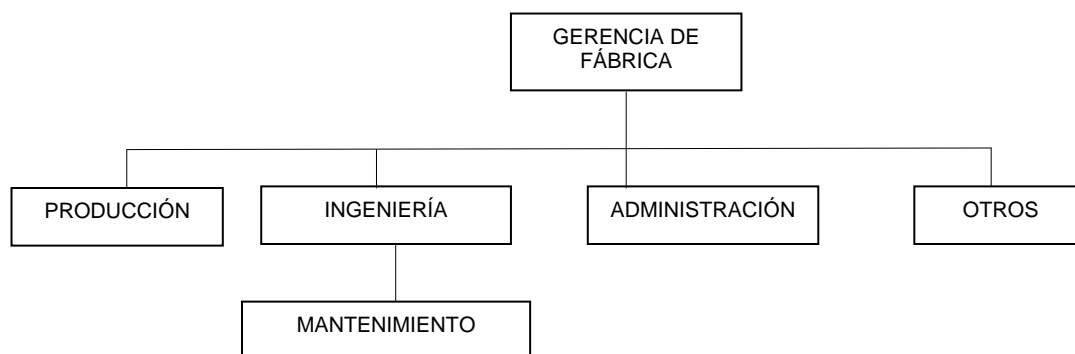 GERENCIA DE
FÁBRICA
PRODUCCIÓN
INGENIERÍA
ADMINISTRACIÓN
OTROS
MANTENIMIENTO